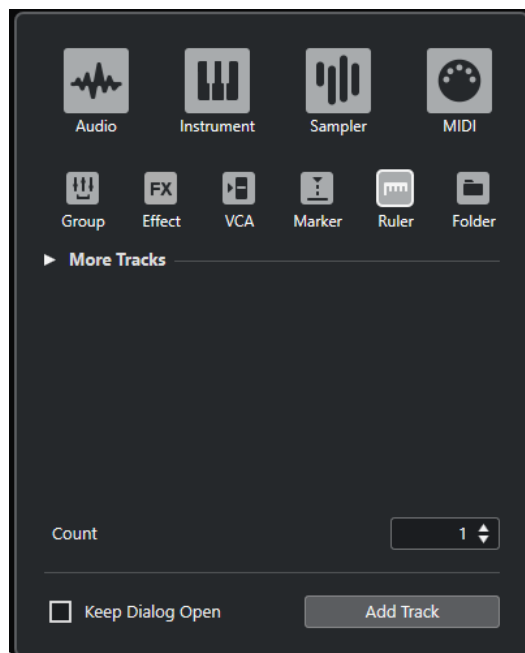 Audio Instrument Sampler MIDI
FX
Group Effect VCA Marker Ruler Folder
More Tracks
Count 1
Keep Dialog Open Add Track